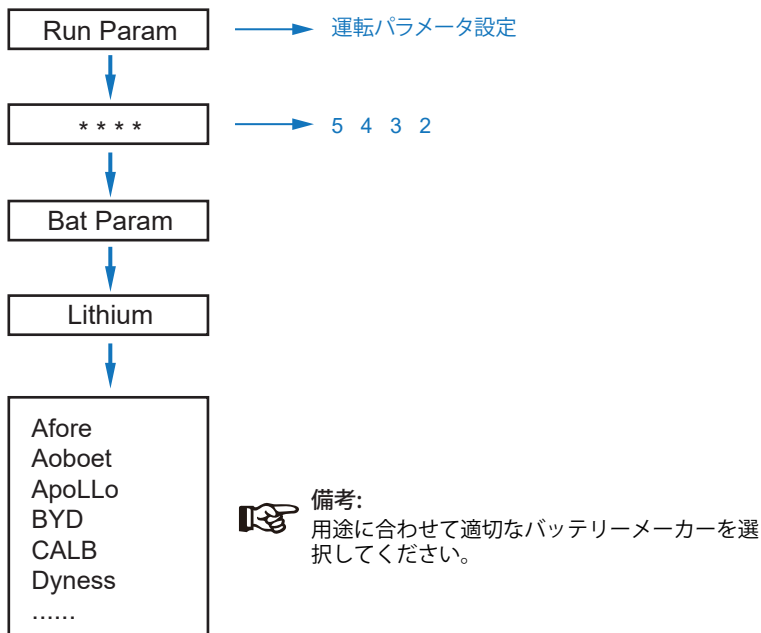 Run Param
運転パラメータ設定
* * * *
5 4 3 2
Bat Param
Lithium
Afore
Aoboet
ApoLLo
BYD
CALB
Dyness
......
備考:
用途に合わせて適切なバッテリーメーカーを選
択してください。